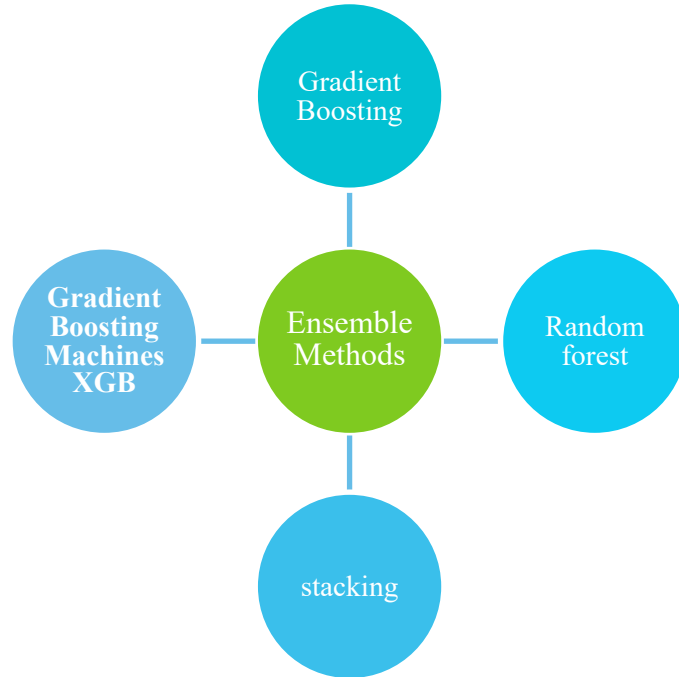 Gradient
Boosting
Gradient
Boosting
Machines
XGB
Ensemble
Methods
Random
forest
stacking